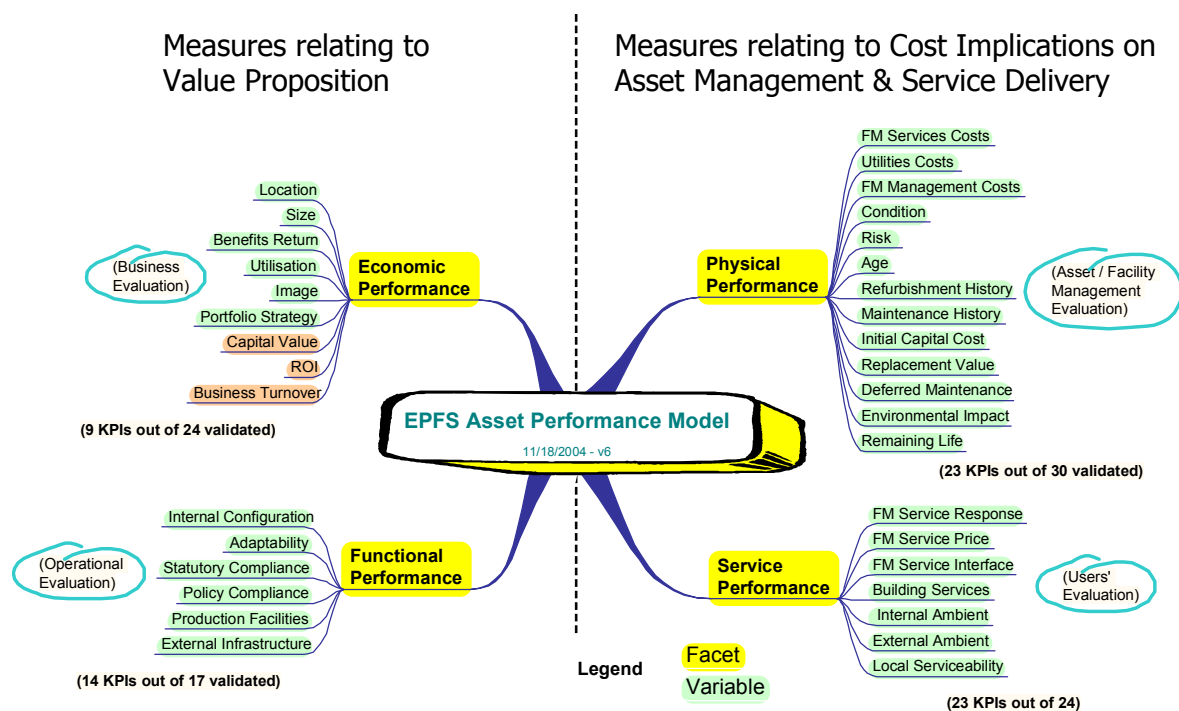 Measures relating to
Value Proposition
Measures relating to Cost Implications on
Asset Management & Service Delivery
Location
Size
Benefits Return
Utilisation
Image
Portfolio Strategy
Capital Value
ROI
Business Turnover
(Business
Evaluation)
Economic
Performance
(9 KPIs out of 24 validated)
FM Services Costs
Utilities Costs
FM Management Costs
Condition
Risk
Age
Refurbishment History
Maintenance History
Initial Capital Cost
Replacement Value
Deferred Maintenance
Environmental Impact
Remaining Life
Physical
Performance
(Asset / Facility
Management
Evaluation)
(23 KPIs out of 30 validated)
EPFS Asset Performance Model
11/18/2004 - v6
Internal Configuration
Adaptability
Statutory Compliance
Policy Compliance
Production Facilities
External Infrastructure
(Operational
Evaluation)
Functional
Performance
(14 KPIs out of 17 validated)
FM Service Response
FM Service Price
FM Service Interface
Building Services
Internal Ambient
External Ambient
Local Serviceability
Service
Performance
(Users'
Evaluation)
(23 KPIs out of 24)
Legend
Facet
Variable